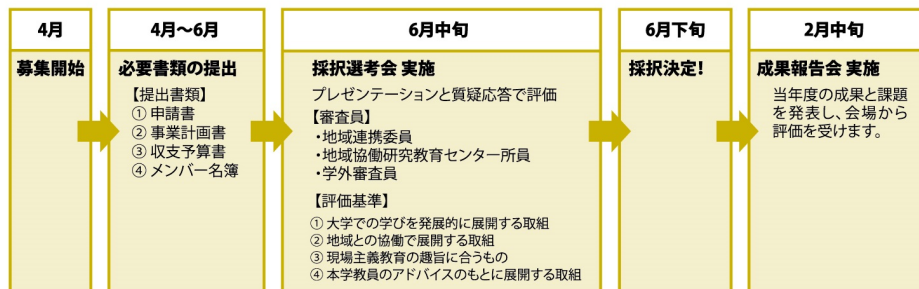 4月
募集開始
4月〜6月
必要書類の提出
【提出書類】
① 申請書
② 事業計画書
③ 収支予算書
④ メンバー名簿
6月中旬
採択選考会 実施
プレゼンテーションと質疑応答で評価
【審査員】
・地域連携委員
・地域協働研究教育センター所員
・学外審査員
【評価基準】
① 大学での学びを発展的に展開する取組
② 地域との協働で展開する取組
③ 現場主義教育の趣旨に合うもの
④ 本学教員のアドバイスのもとに展開する取組
6月下旬
採択決定!
2月中旬
成果報告会 実施
当年度の成果と課題
を発表し、会場から
評価を受けます。